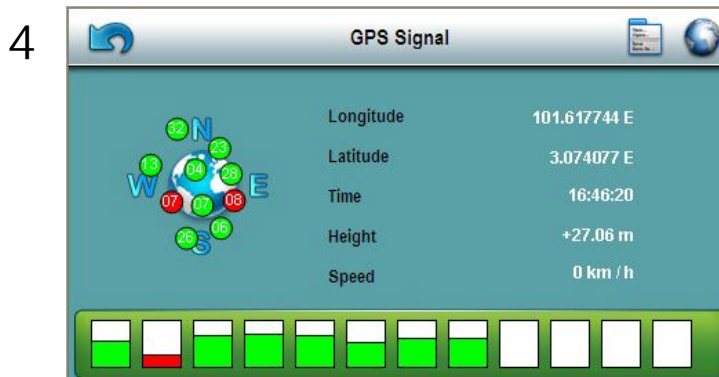 4
GPS Signal
Longitude 101.617744 E
Latitude 3.074077 E
Time 16:46:20
Height +27.06 m
Speed 0 km / h
32 N
23
13 04 28
W E
07 07 08
26 S 06